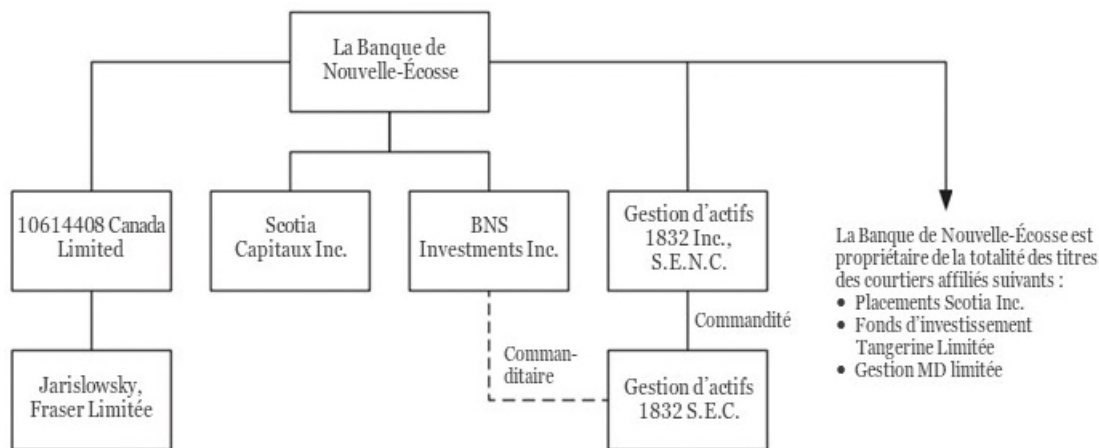 La Banque de
Nouvelle-Écosse
10614408 Canada
Limited
Scotia
Capitaux Inc.
BNS
Investments Inc.
Gestion d'actifs
1832 Inc.,
S.E.N.C.
La Banque de Nouvelle-Écosse est
propriétaire de la totalité des titres
des courtiers affiliés suivants :
• Placements Scotia Inc.
• Fonds d'investissement
Tangerine Limitée
• Gestion MD limitée
Commandité
Comman-
ditaire
Jarislowsky,
Fraser Limitée
Gestion d'actifs
1832 S.E.C.